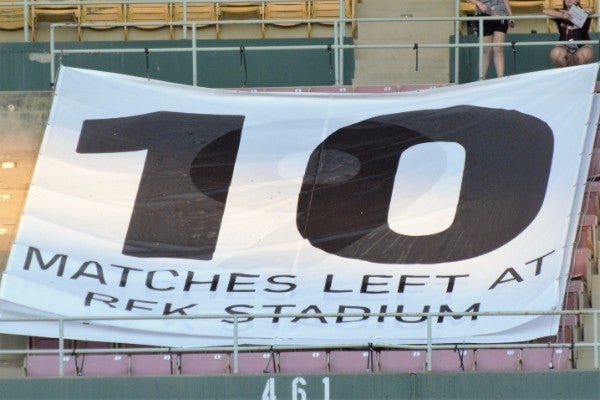 10
MATCHES LEFT AT
RFK STADIUM
461